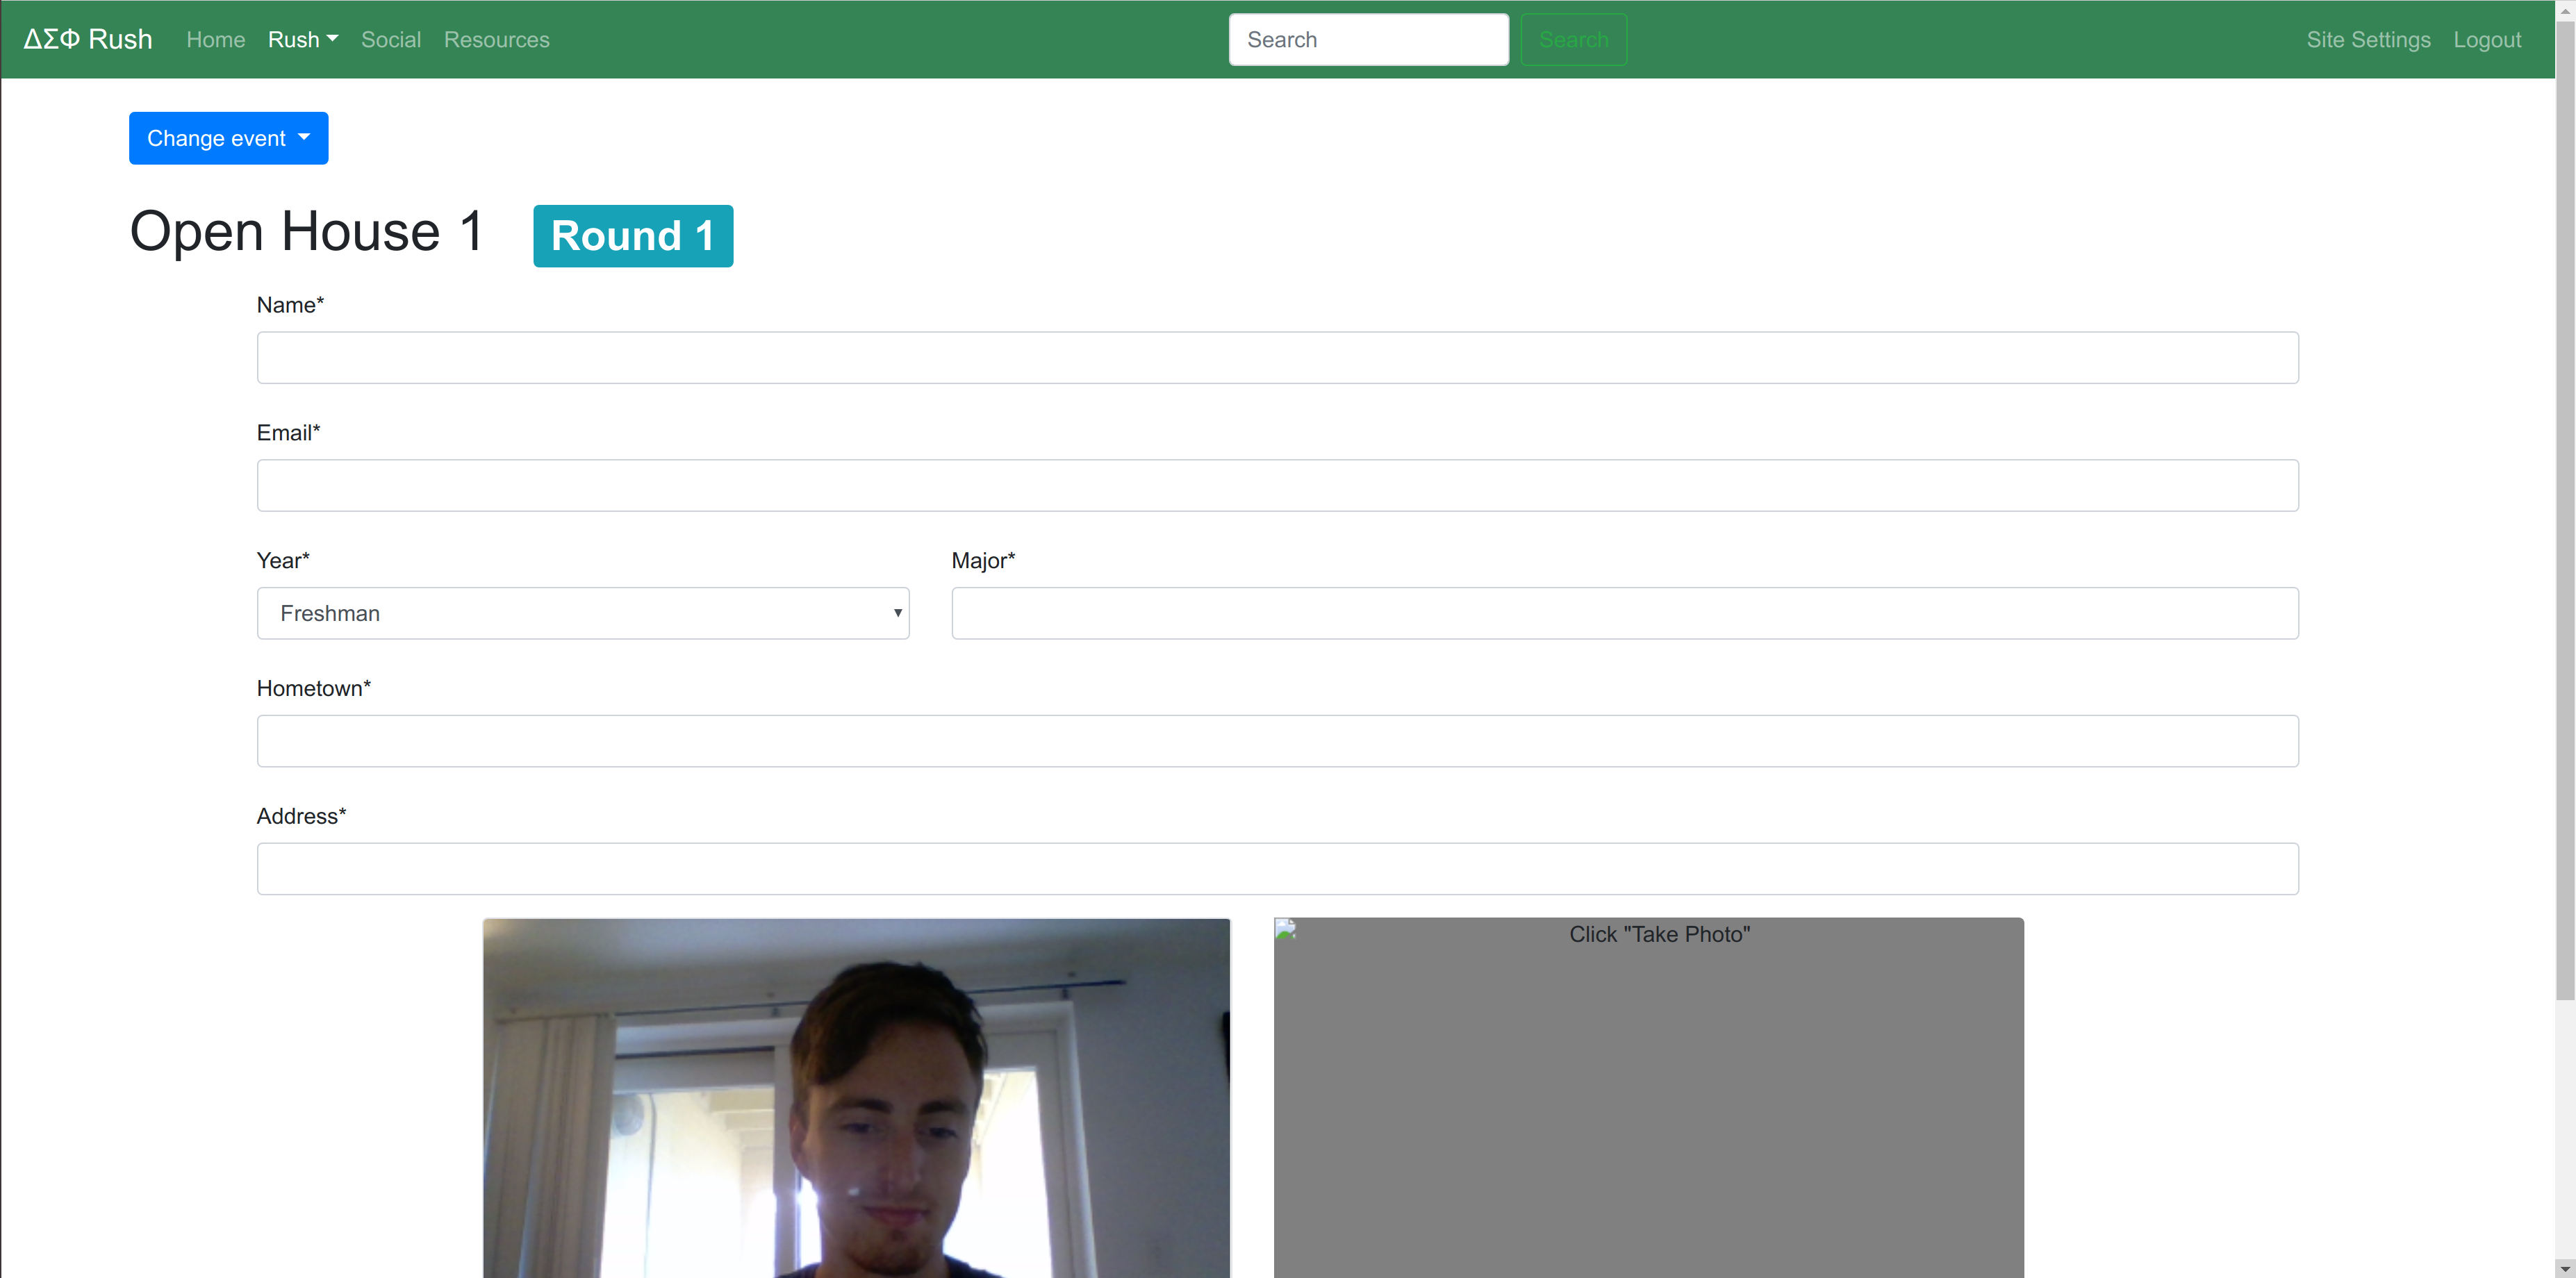 ΔΣΦ Rush Home Rush Social Resources Search Search Site Settings Logout
Change event
Open House 1 Round 1
Name*
Email*
Year* Major*
Freshman
Hometown*
Address*
Click "Take Photo"